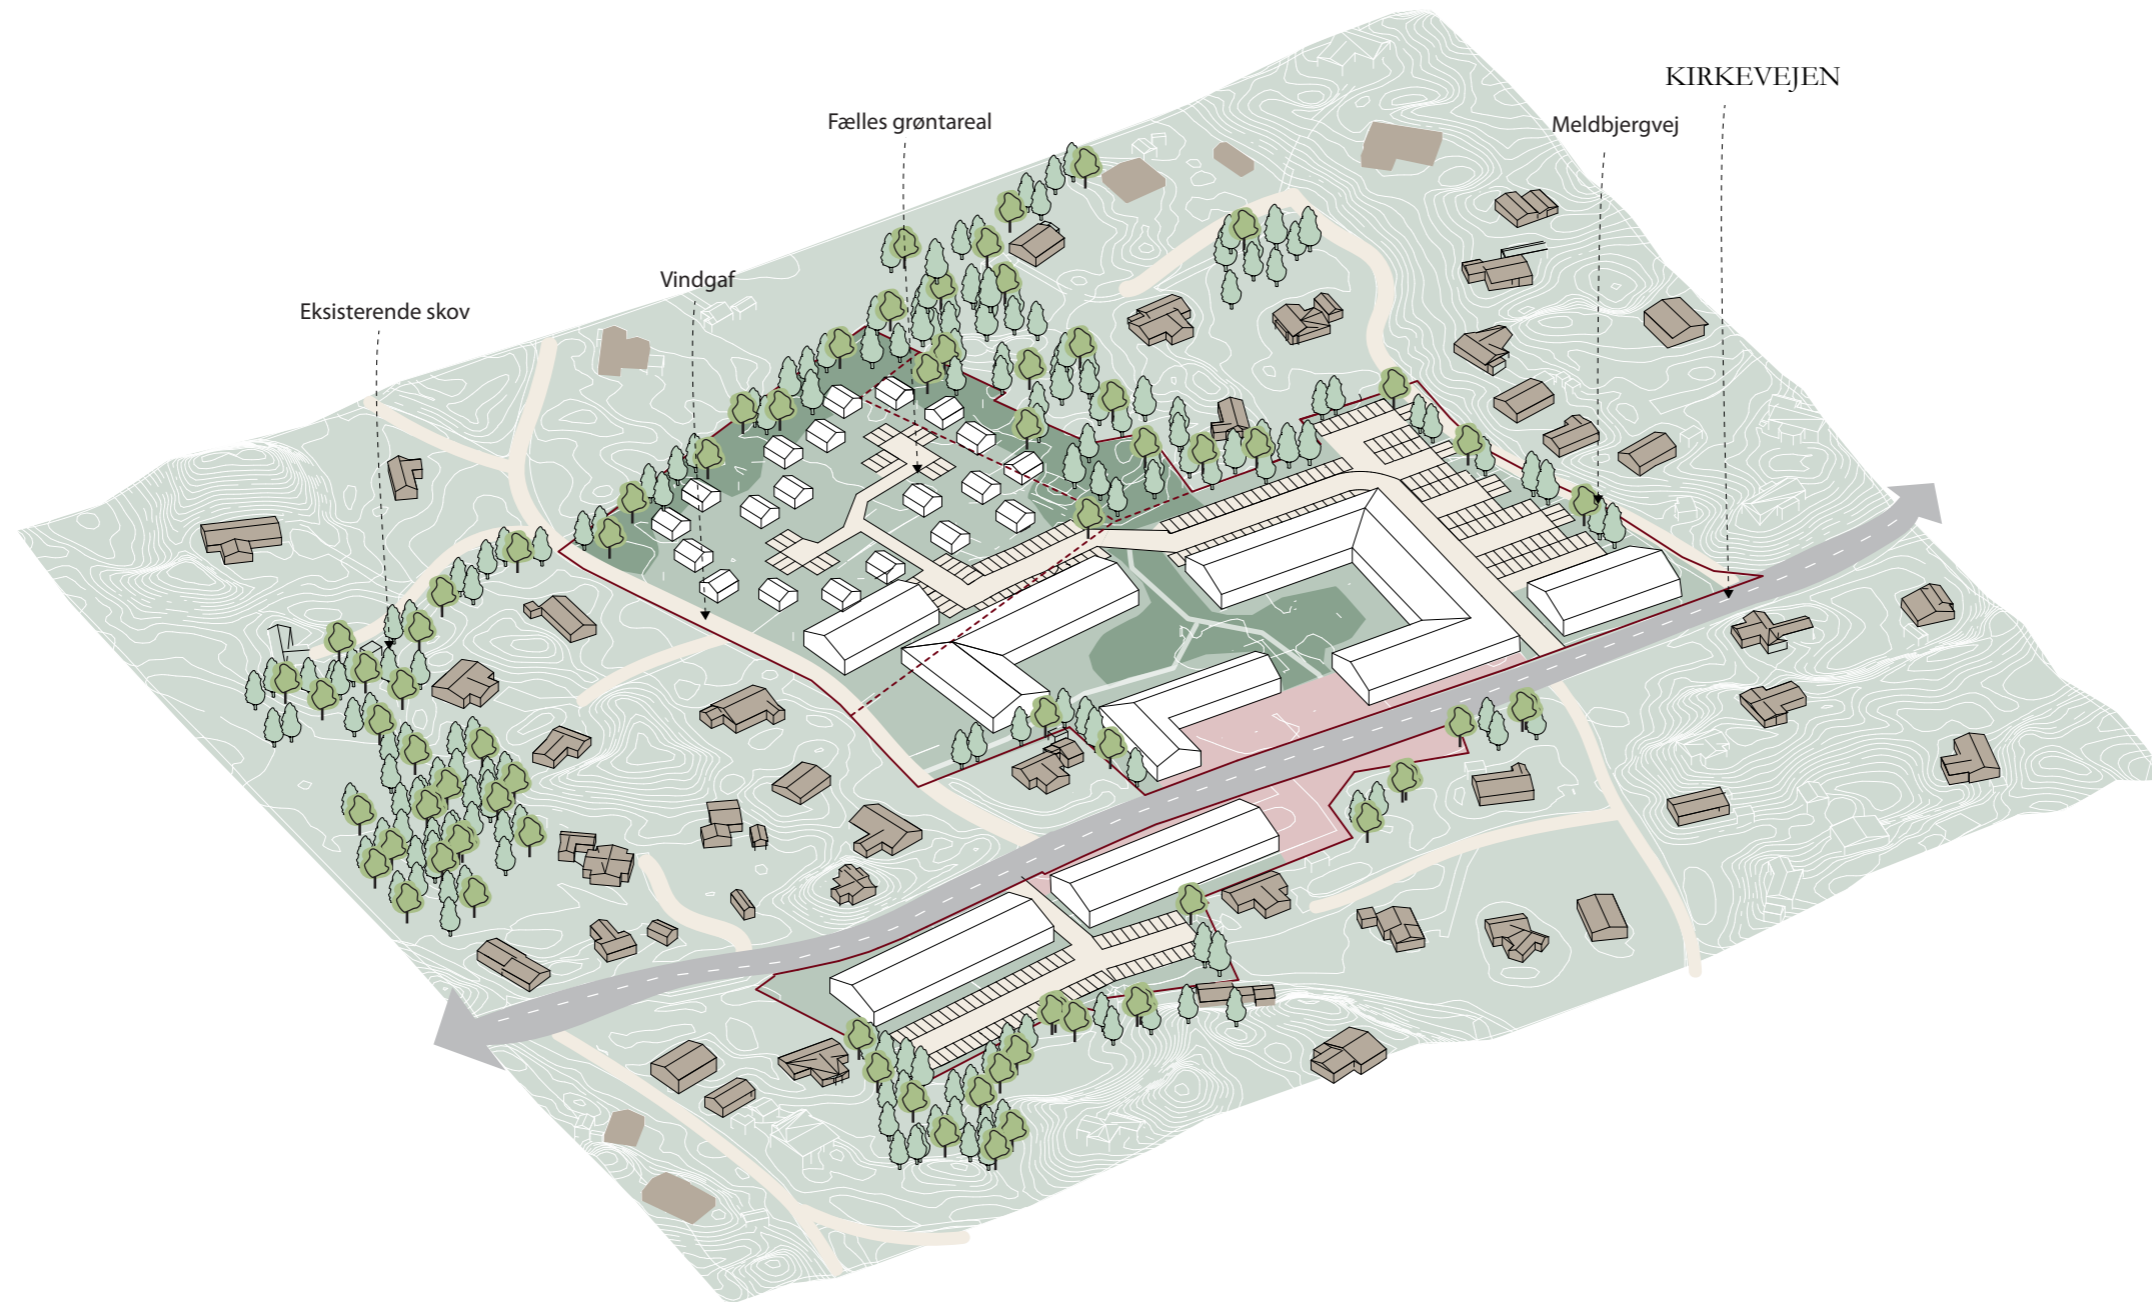 KIRKEVEJEN
Fælles grøntareal
Meldbjergvej
Vindgaf
Eksisterende skov